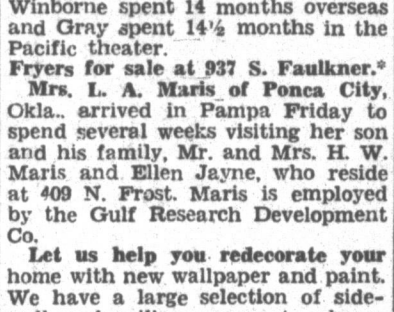 Winborne spent 14 months overseas
and Gray spent 14½ months in the
Pacific theater.
Fryers for sale at 937 S. Faulkner.*
Mrs. L. A. Maris of Ponca City,
Okla., arrived in Pampa Friday to
spend several weeks visiting her son
and his family, Mr. and Mrs. H. W.
Maris and Ellen Jayne, who reside
at 409 N. Frost. Maris is employed
by the Gulf Research Development
Co.
Let us help you redecorate your
home with new wallpaper and paint.
We have a large selection of side-